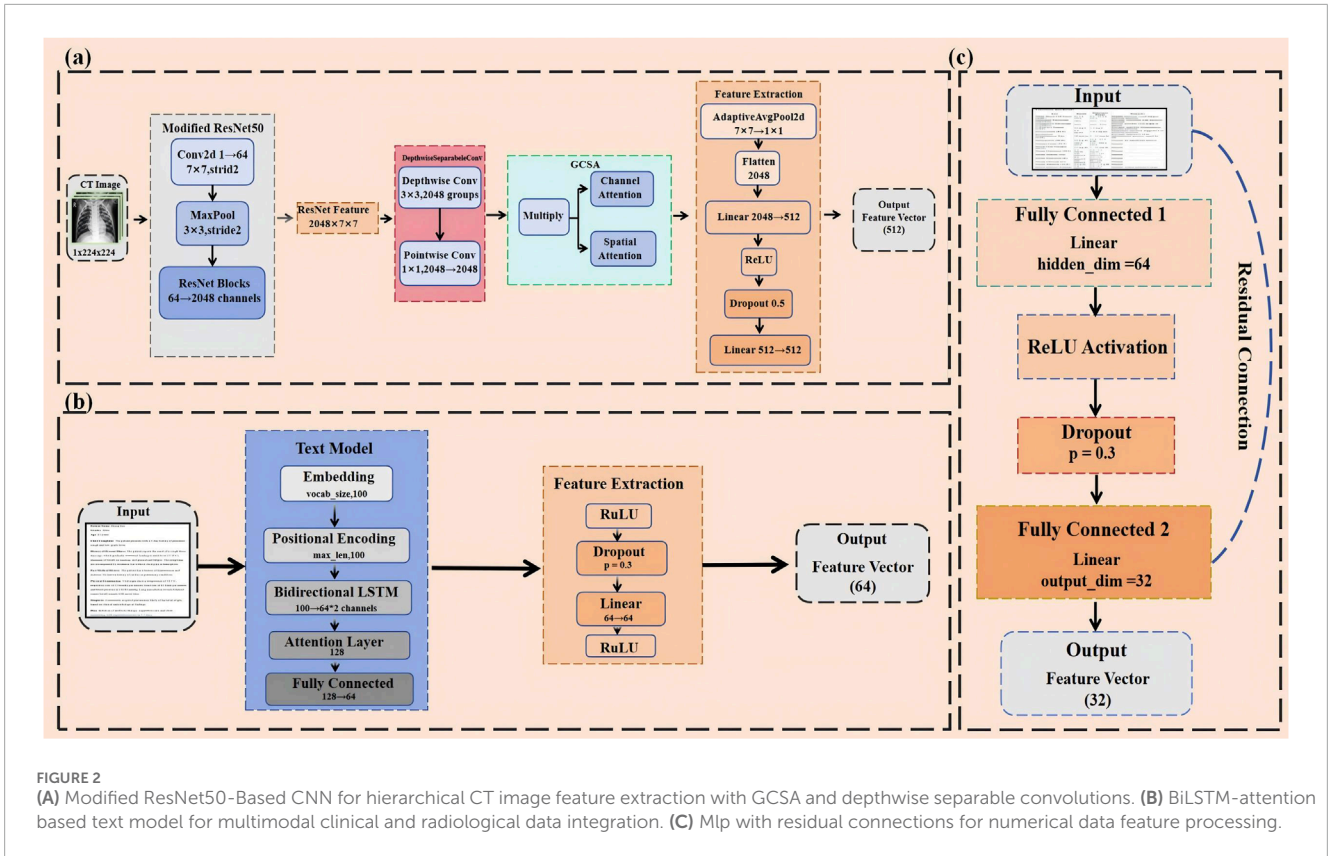 (a)
CT Image
R
1x224x224
Modified ResNet50
Conv2d 1→64
7×7,strid2
MaxPool
3×3,stride2
ResNet Blocks
64→2048 channels
ResNet Feature
2048×7×7
DepthwiseSeparabeleConv
Depthwise Conv
3×3,2048 groups
Pointwise Conv
1×1,2048→2048
GCSA
Multiply
Channel
Attention
Spatial
Attention
Feature Extraction
AdaptiveAvgPool2d
7×7→1×1
Flatten
2048
Linear 2048→512
ReLU
Dropout 0.5
Linear 512→512
Output
Feature Vector
(512)
(b)
Input
Text Model
Embedding
vocab_size,100
Positional Encoding
max_len,100
Bidirectional LSTM
100→64*2 channels
Attention Layer
128
Fully Connected
128→64
Feature Extraction
RuLU
Dropout
p = 0.3
Linear
64→64
RuLU
Output
Feature Vector
(64)
(c)
Input
Fully Connected 1
Linear
hidden_dim =64
ReLU Activation
Dropout
p = 0.3
Fully Connected 2
Linear
output_dim =32
Output
Feature Vector
(32)
Residual Connection
FIGURE 2
(A) Modified ResNet50-Based CNN for hierarchical CT image feature extraction with GCSA and depthwise separable convolutions. (B) BiLSTM-attention
based text model for multimodal clinical and radiological data integration. (C) Mlp with residual connections for numerical data feature processing.